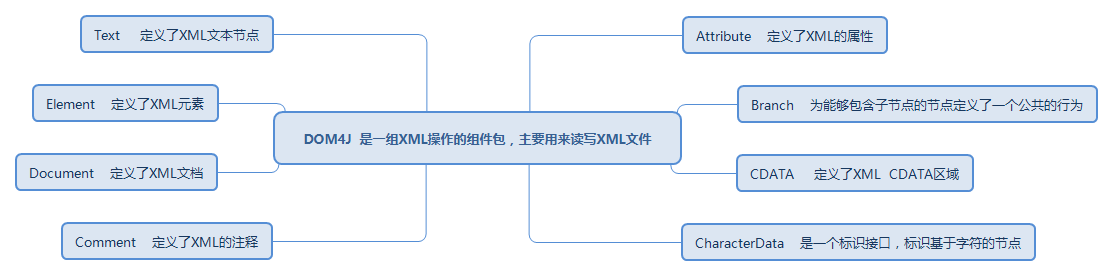 Text 定义了XML文本节点
Attribute 定义了XML的属性
Element 定义了XML元素
Branch 为能够包含子节点的节点定义了一个公共的行为
DOM4J 是一组XML操作的组件包，主要用来读写XML文件
Document 定义了XML文档
CDATA 定义了XML CDATA区域
Comment 定义了XML的注释
CharacterData 是一个标识接口，标识基于字符的节点